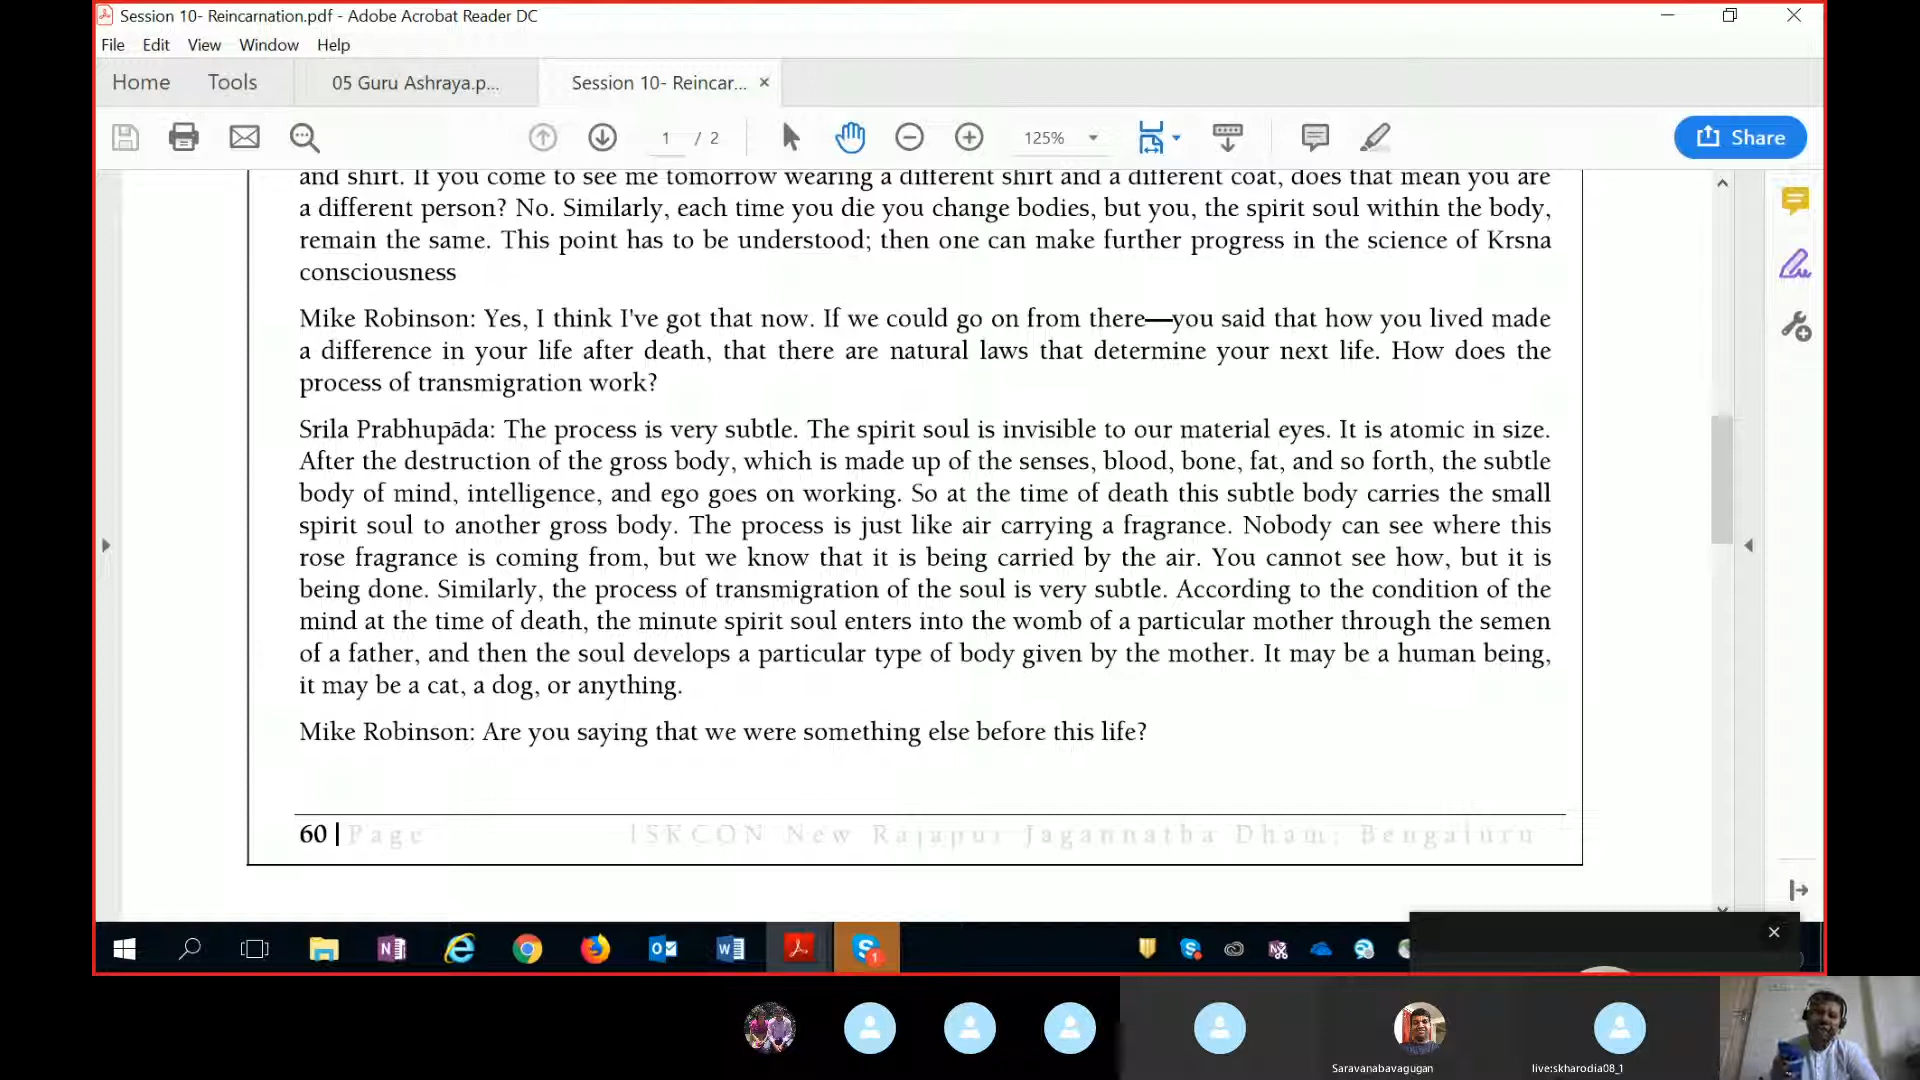 Session 10- Reincarnation.pdf - Adobe Acrobat Reader DC
File Edit View Window Help
Home Tools 05 Guru Ashraya.p... Session 10- Reincar... ×
1 / 2 125% Share
and shirt. If you come to see me tomorrow wearing a different shirt and a different coat, does that mean you are
a different person? No. Similarly, each time you die you change bodies, but you, the spirit soul within the body,
remain the same. This point has to be understood; then one can make further progress in the science of Krsna
consciousness
Mike Robinson: Yes, I think I've got that now. If we could go on from there—you said that how you lived made
a difference in your life after death, that there are natural laws that determine your next life. How does the
process of transmigration work?
Srila Prabhupāda: The process is very subtle. The spirit soul is invisible to our material eyes. It is atomic in size.
After the destruction of the gross body, which is made up of the senses, blood, bone, fat, and so forth, the subtle
body of mind, intelligence, and ego goes on working. So at the time of death this subtle body carries the small
spirit soul to another gross body. The process is just like air carrying a fragrance. Nobody can see where this
rose fragrance is coming from, but we know that it is being carried by the air. You cannot see how, but it is
being done. Similarly, the process of transmigration of the soul is very subtle. According to the condition of the
mind at the time of death, the minute spirit soul enters into the womb of a particular mother through the semen
of a father, and then the soul develops a particular type of body given by the mother. It may be a human being,
it may be a cat, a dog, or anything.
Mike Robinson: Are you saying that we were something else before this life?
60 | Page ISKCON New Rajapur Jagannatha Dham, Bengaluru
Saravanabavagugan live:skharodia08_1